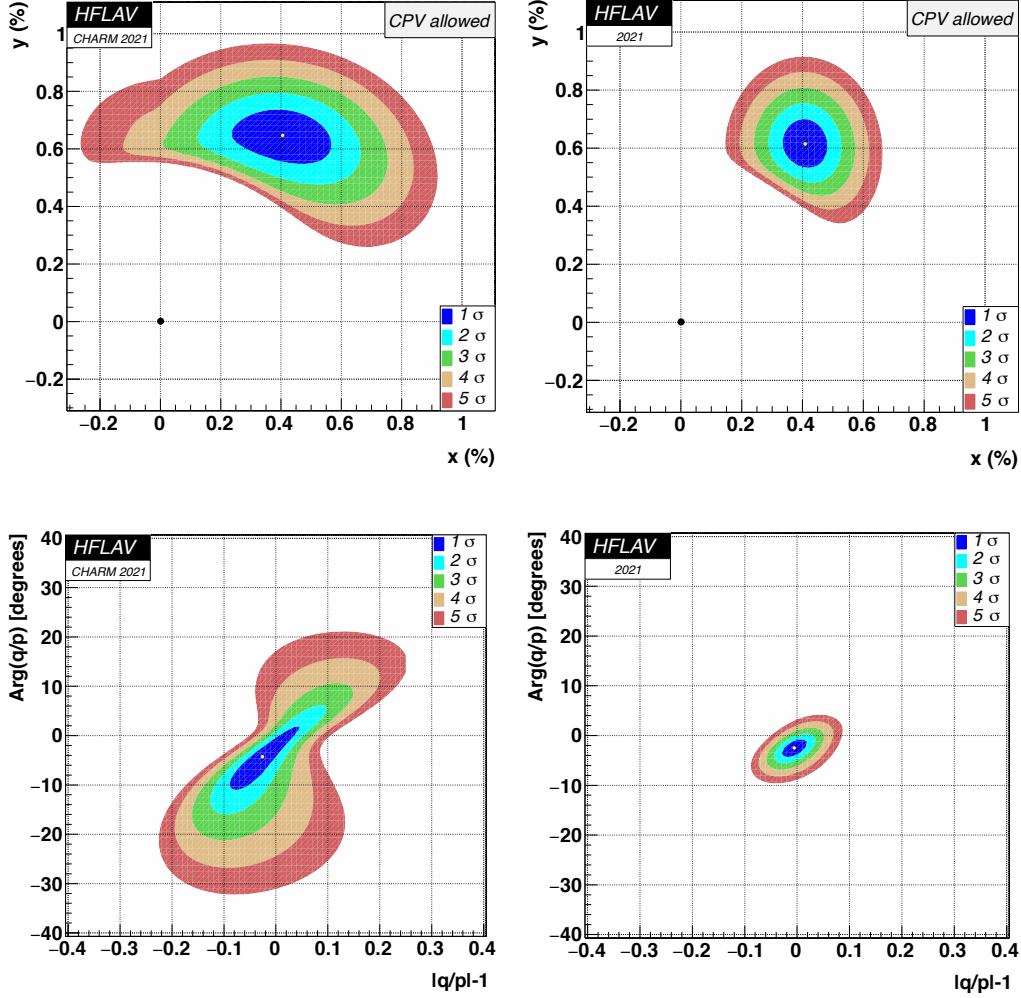 y (%)
HFLAV
CHARM 2021
CPV allowed
1
0.8
0.6
0.4
0.2
0
−0.2
1 σ
2 σ
3 σ
4 σ
5 σ
−0.2 0 0.2 0.4 0.6 0.8 1
x (%)
y (%)
HFLAV
2021
CPV allowed
1
0.8
0.6
0.4
0.2
0
−0.2
1 σ
2 σ
3 σ
4 σ
5 σ
−0.2 0 0.2 0.4 0.6 0.8 1
x (%)
Arg(q/p) [degrees]
HFLAV
CHARM 2021
1 σ
2 σ
3 σ
4 σ
5 σ
40
30
20
10
0
−10
−20
−30
−40
−0.4 −0.3 −0.2 −0.1 0 0.1 0.2 0.3 0.4
|q/p|-1
Arg(q/p) [degrees]
HFLAV
2021
1 σ
2 σ
3 σ
4 σ
5 σ
40
30
20
10
0
−10
−20
−30
−40
−0.4 −0.3 −0.2 −0.1 0 0.1 0.2 0.3 0.4
|q/p|-1